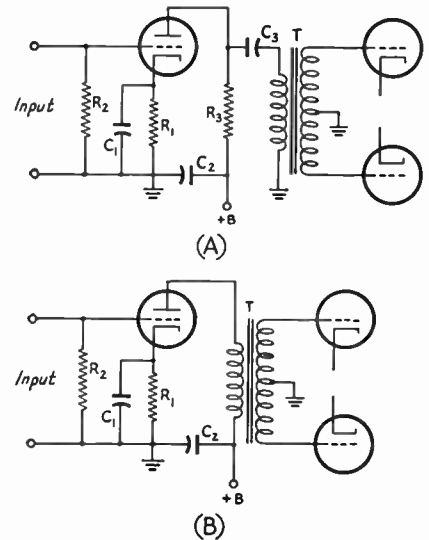 C3
T
Input
R2
R1
C1
R3
C2
+B
(A)
T
Input
R2
R1
C1
C2
+B
(B)